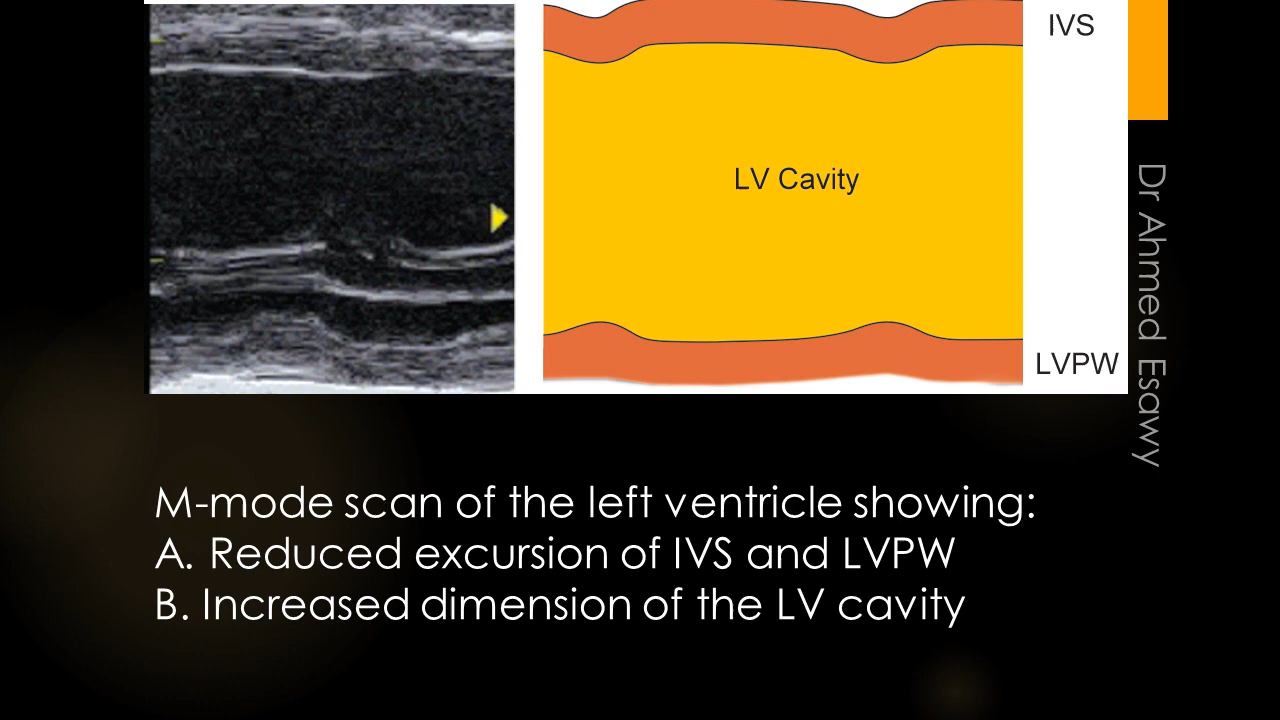 IVS
LV Cavity
LVPW
Dr Ahmed Esawy
M-mode scan of the left ventricle showing:
A. Reduced excursion of IVS and LVPW
B. Increased dimension of the LV cavity